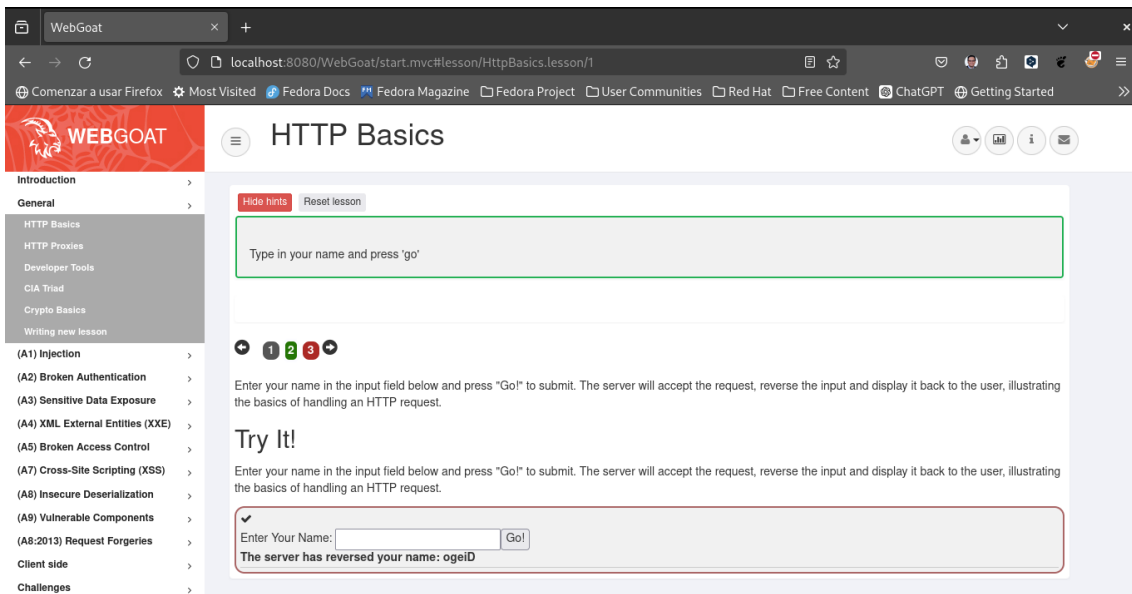 WebGoat
localhost:8080/WebGoat/start.mvc#lesson/HttpBasics.lesson/1
Comenzar a usar Firefox Most Visited Fedora Docs Fedora Magazine Fedora Project User Communities Red Hat Free Content ChatGPT Getting Started
WEBGOAT
HTTP Basics
Introduction
General
HTTP Basics
HTTP Proxies
Developer Tools
CIA Triad
Crypto Basics
Writing new lesson
(A1) Injection
(A2) Broken Authentication
(A3) Sensitive Data Exposure
(A4) XML External Entities (XXE)
(A5) Broken Access Control
(A7) Cross-Site Scripting (XSS)
(A8) Insecure Deserialization
(A9) Vulnerable Components
(A8:2013) Request Forgeries
Client side
Challenges
Hide hints Reset lesson
Type in your name and press 'go'
1 2 3
Enter your name in the input field below and press "Go!" to submit. The server will accept the request, reverse the input and display it back to the user, illustrating
the basics of handling an HTTP request.
Try It!
Enter your name in the input field below and press "Go!" to submit. The server will accept the request, reverse the input and display it back to the user, illustrating
the basics of handling an HTTP request.
Enter Your Name: Go!
The server has reversed your name: ogeiD